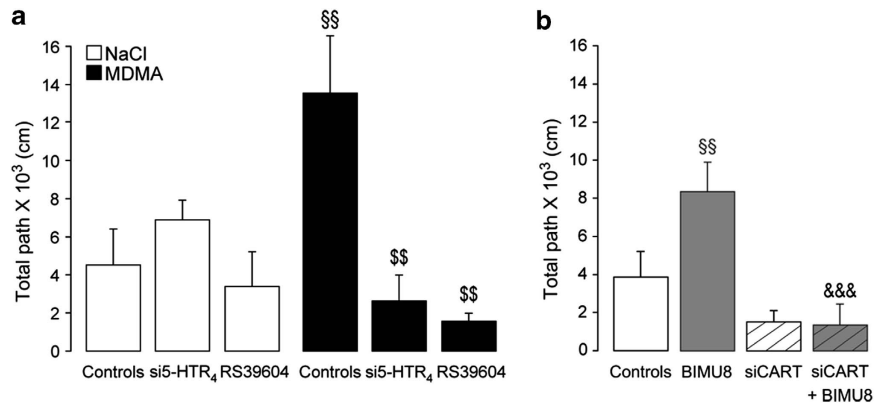 a
§§
16
14
12
10
8
6
4
2
0
Total path X 10³ (cm)
NaCl
MDMA
$$
$$
Controls si5-HTR₄ RS39604 Controls si5-HTR₄ RS39604
b
16
14
12
10
8
6
4
2
0
Total path X 10³ (cm)
§§
&&&
Controls BIMU8 siCART siCART
+ BIMU8